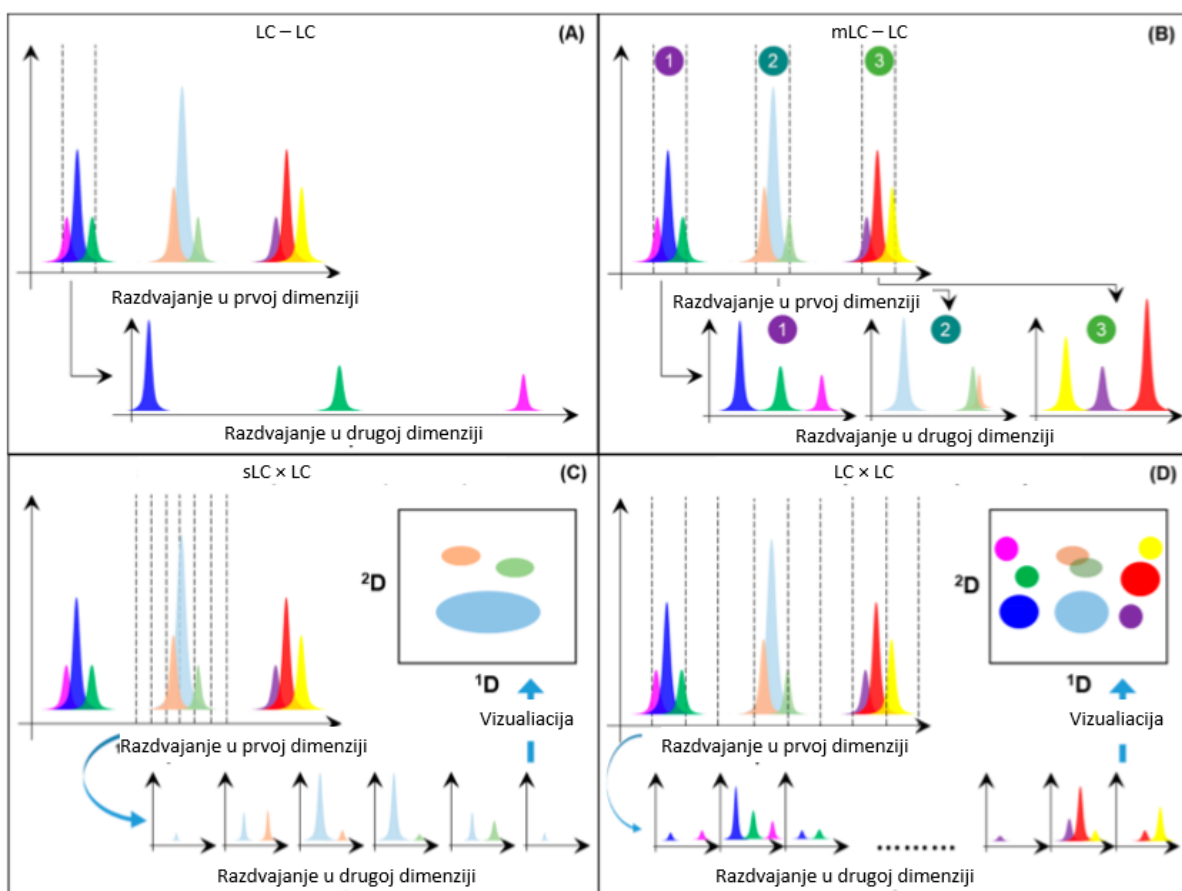 LC – LC
(A)
Razdvajanje u prvoj dimenziji
Razdvajanje u drugoj dimenziji
mLC – LC
(B)
1
2
3
Razdvajanje u prvoj dimenziji
1
2
3
Razdvajanje u drugoj dimenziji
sLC × LC
(C)
²D
¹D
Vizualiacija
Razdvajanje u prvoj dimenziji
Razdvajanje u drugoj dimenziji
LC × LC
(D)
²D
¹D
Vizualiacija
Razdvajanje u prvoj dimenziji
Razdvajanje u drugoj dimenziji